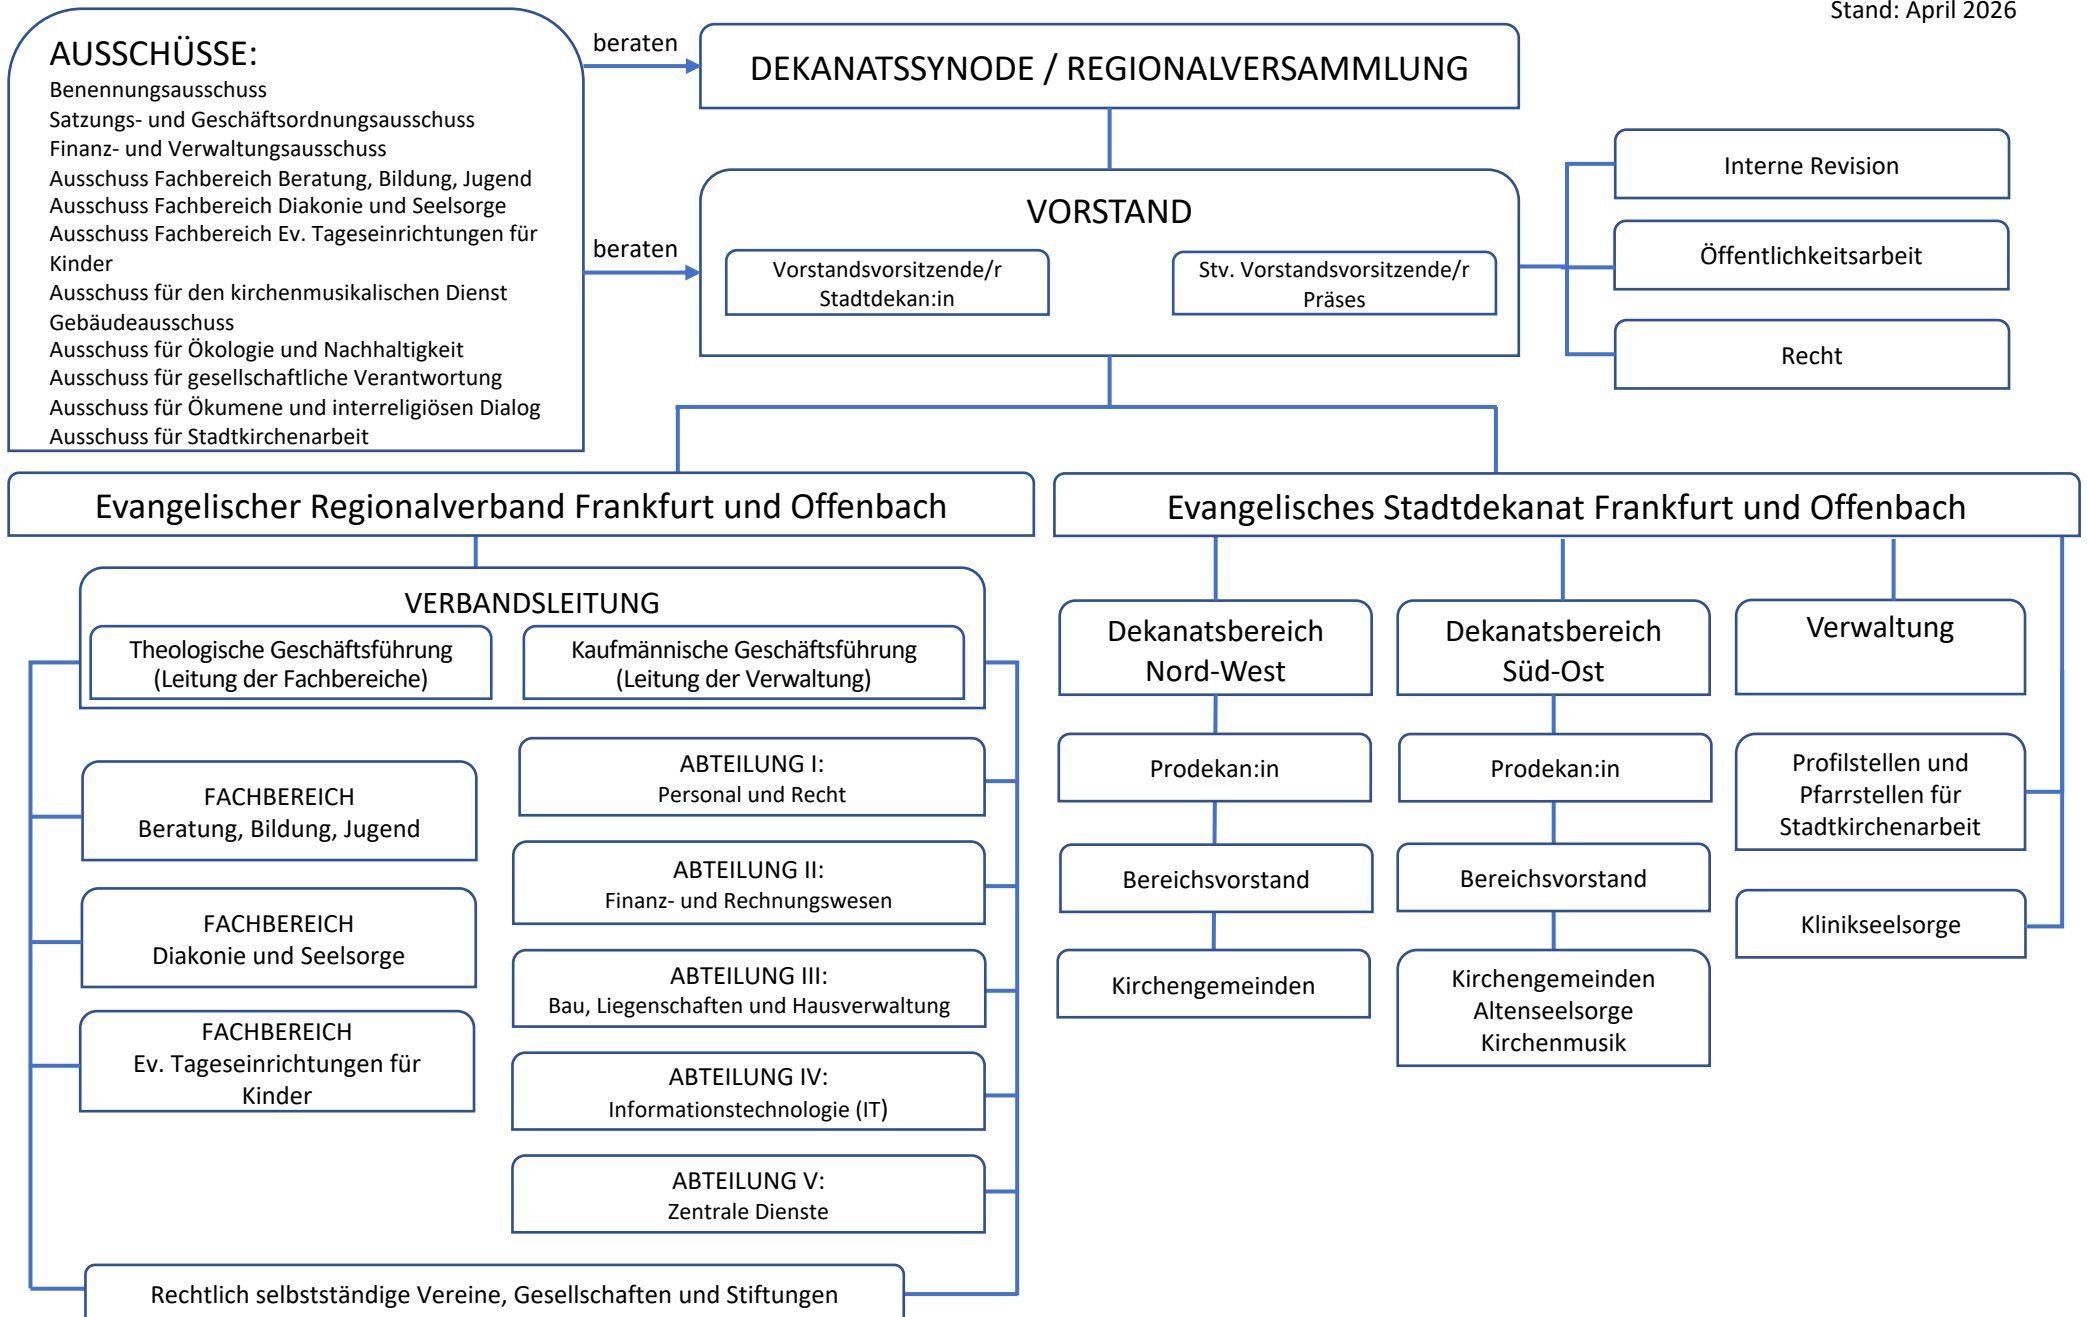 Stand: April 2026
AUSSCHÜSSE:
Benennungsausschuss
Satzungs- und Geschäftsordnungsausschuss
Finanz- und Verwaltungsausschuss
Ausschuss Fachbereich Beratung, Bildung, Jugend
Ausschuss Fachbereich Diakonie und Seelsorge
Ausschuss Fachbereich Ev. Tageseinrichtungen für
Kinder
Ausschuss für den kirchenmusikalischen Dienst
Gebäudeausschuss
Ausschuss für Ökologie und Nachhaltigkeit
Ausschuss für gesellschaftliche Verantwortung
Ausschuss für Ökumene und interreligiösen Dialog
Ausschuss für Stadtkirchenarbeit
beraten
beraten
DEKANATSSYNODE / REGIONALVERSAMMLUNG
VORSTAND
Vorstandsvorsitzende/r
Stadtdekan:in
Stv. Vorstandsvorsitzende/r
Präses
Interne Revision
Öffentlichkeitsarbeit
Recht
Evangelischer Regionalverband Frankfurt und Offenbach
VERBANDSLEITUNG
Theologische Geschäftsführung
(Leitung der Fachbereiche)
Kaufmännische Geschäftsführung
(Leitung der Verwaltung)
FACHBEREICH
Beratung, Bildung, Jugend
FACHBEREICH
Diakonie und Seelsorge
FACHBEREICH
Ev. Tageseinrichtungen für
Kinder
ABTEILUNG I:
Personal und Recht
ABTEILUNG II:
Finanz- und Rechnungswesen
ABTEILUNG III:
Bau, Liegenschaften und Hausverwaltung
ABTEILUNG IV:
Informationstechnologie (IT)
ABTEILUNG V:
Zentrale Dienste
Rechtlich selbstständige Vereine, Gesellschaften und Stiftungen
Evangelisches Stadtdekanat Frankfurt und Offenbach
Dekanatsbereich
Nord-West
Prodekan:in
Bereichsvorstand
Kirchengemeinden
Dekanatsbereich
Süd-Ost
Prodekan:in
Bereichsvorstand
Kirchengemeinden
Altenseelsorge
Kirchenmusik
Verwaltung
Profilstellen und
Pfarrstellen für
Stadtkirchenarbeit
Klinikseelsorge